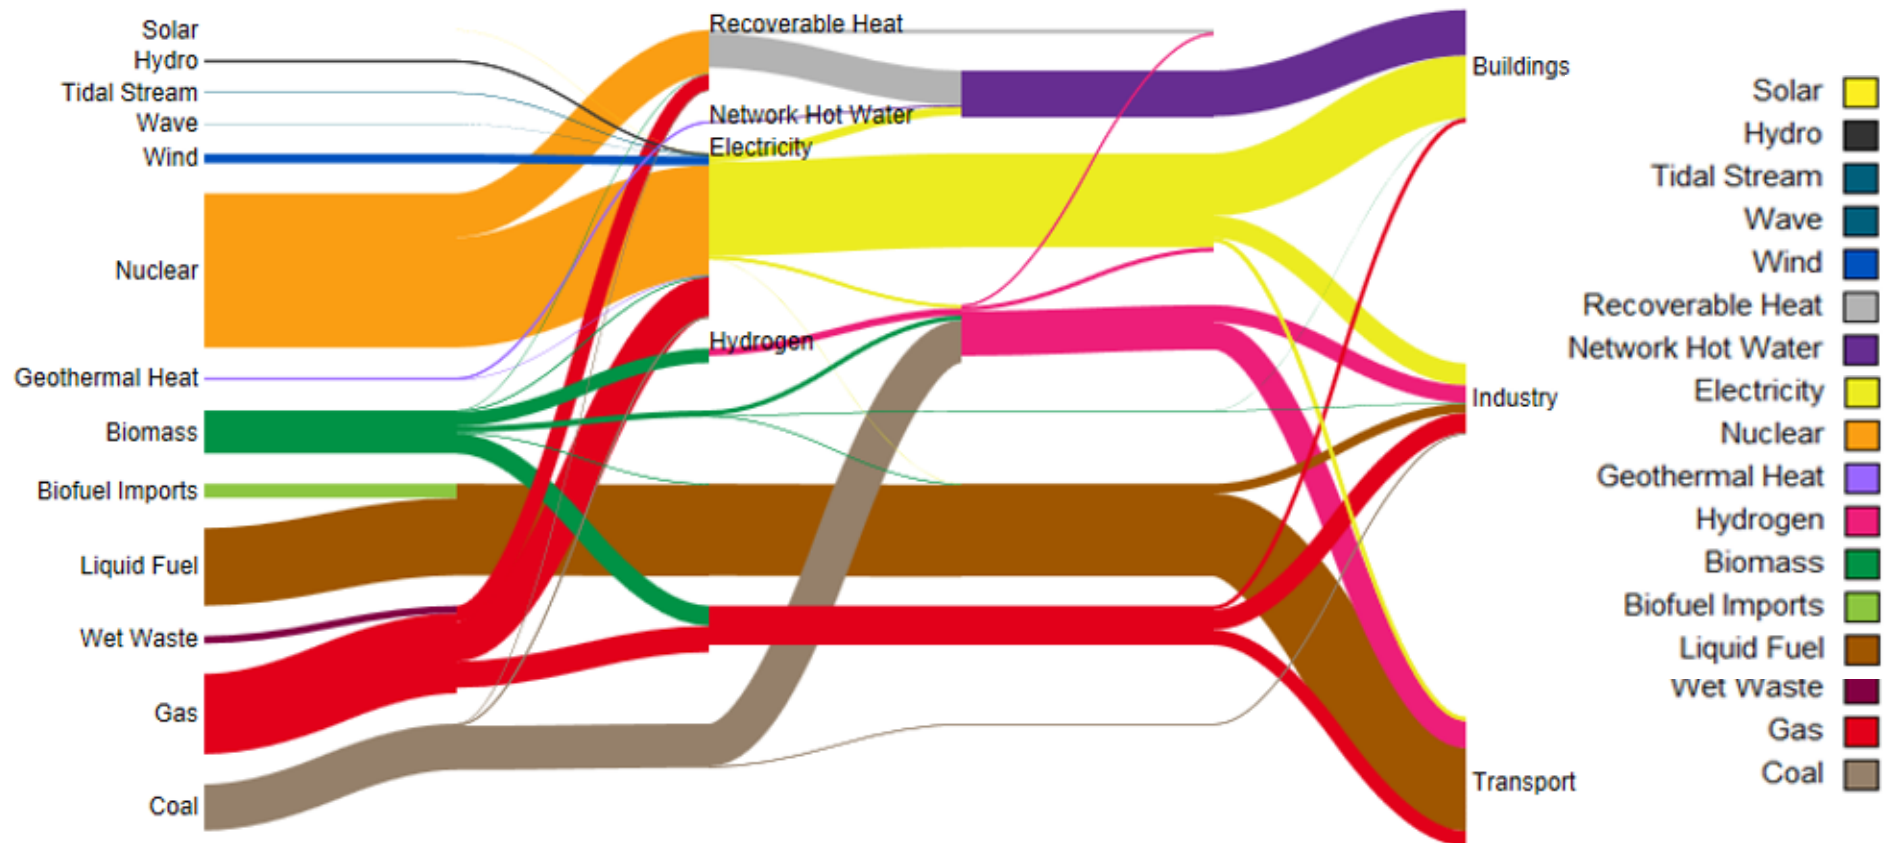 Solar
Hydro
Tidal Stream
Wave
Wind
Nuclear
Geothermal Heat
Biomass
Biofuel Imports
Liquid Fuel
Wet Waste
Gas
Coal
Recoverable Heat
Network Hot Water
Electricity
Hydrogen
Buildings
Industry
Transport
Solar
Hydro
Tidal Stream
Wave
Wind
Recoverable Heat
Network Hot Water
Electricity
Nuclear
Geothermal Heat
Hydrogen
Biomass
Biofuel Imports
Liquid Fuel
Wet Waste
Gas
Coal